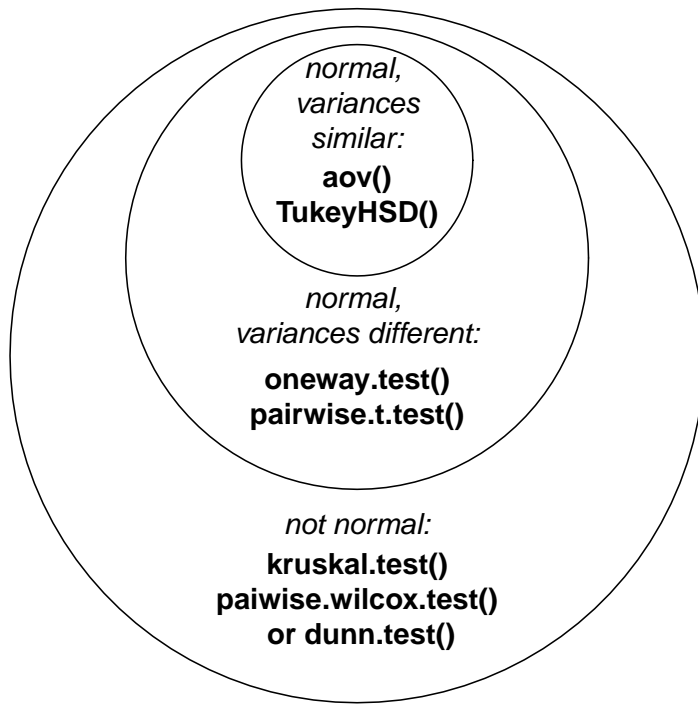 normal,
variances
similar:
aov()
TukeyHSD()
normal,
variances different:
oneway.test()
pairwise.t.test()
not normal:
kruskal.test()
paiwise.wilcox.test()
or dunn.test()